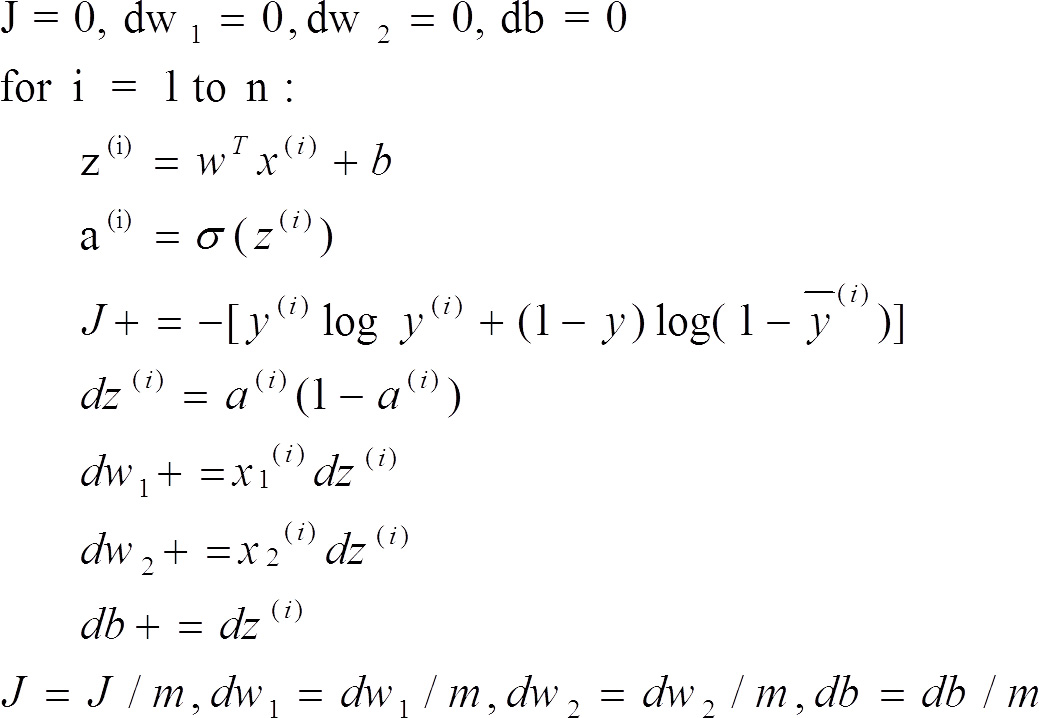 J = 0, dw₁ = 0, dw₂ = 0, db = 0
for i = 1 to n :
z⁽ⁱ⁾ = wᵀx⁽ⁱ⁾ + b
a⁽ⁱ⁾ = σ(z⁽ⁱ⁾)
J+ = −[y⁽ⁱ⁾ log y⁽ⁱ⁾ + (1 − y) log( 1 − y̅⁽ⁱ⁾)]
dz⁽ⁱ⁾ = a⁽ⁱ⁾(1 − a⁽ⁱ⁾)
dw₁+ = x₁⁽ⁱ⁾dz⁽ⁱ⁾
dw₂+ = x₂⁽ⁱ⁾dz⁽ⁱ⁾
db+ = dz⁽ⁱ⁾
J = J / m, dw₁ = dw₁ / m, dw₂ = dw₂ / m, db = db / m